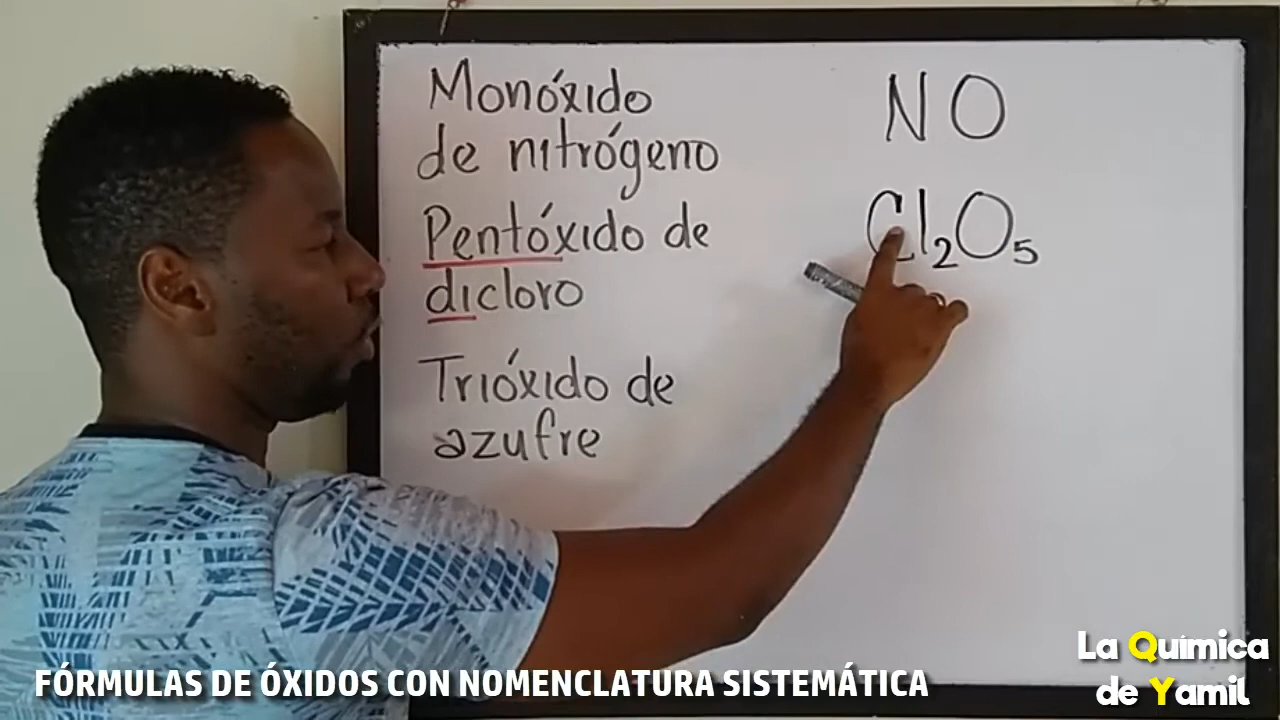 Monóxido
de nitrógeno
NO
Pentóxido de
dicloro
Cl₂O₅
Trióxido de
azufre
FÓRMULAS DE ÓXIDOS CON NOMENCLATURA SISTEMÁTICA
La Química
de Yamil